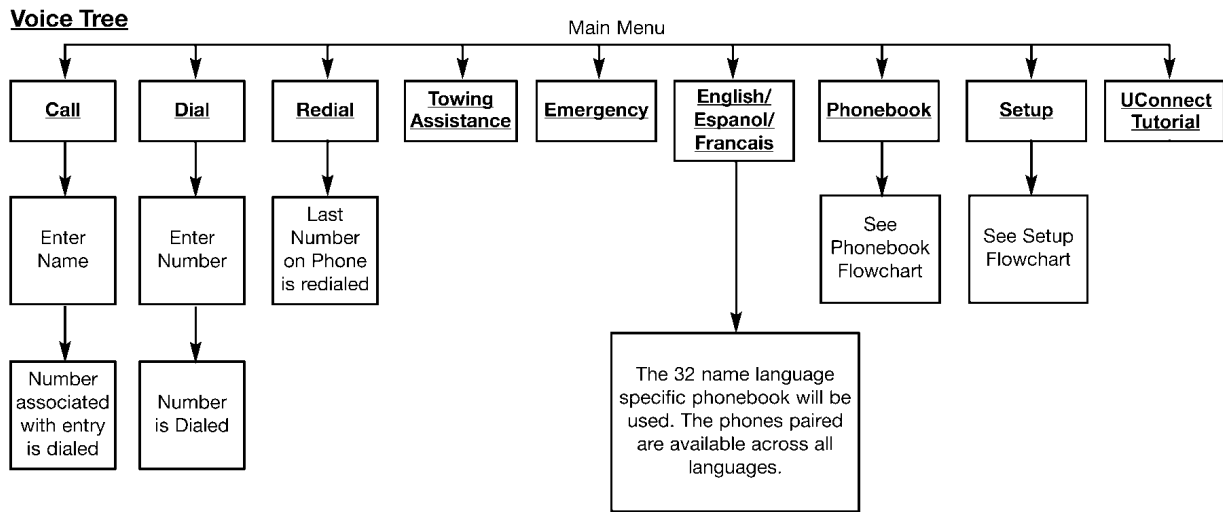 Voice Tree
Main Menu
Call
Dial
Redial
Towing
Assistance
Emergency
English/
Espanol/
Francais
Phonebook
Setup
UConnect
Tutorial
Enter
Name
Enter
Number
Last
Number
on Phone
is redialed
See
Phonebook
Flowchart
See Setup
Flowchart
Number
associated
with entry
is dialed
Number
is Dialed
The 32 name language
specific phonebook will be
used. The phones paired
are available across all
languages.